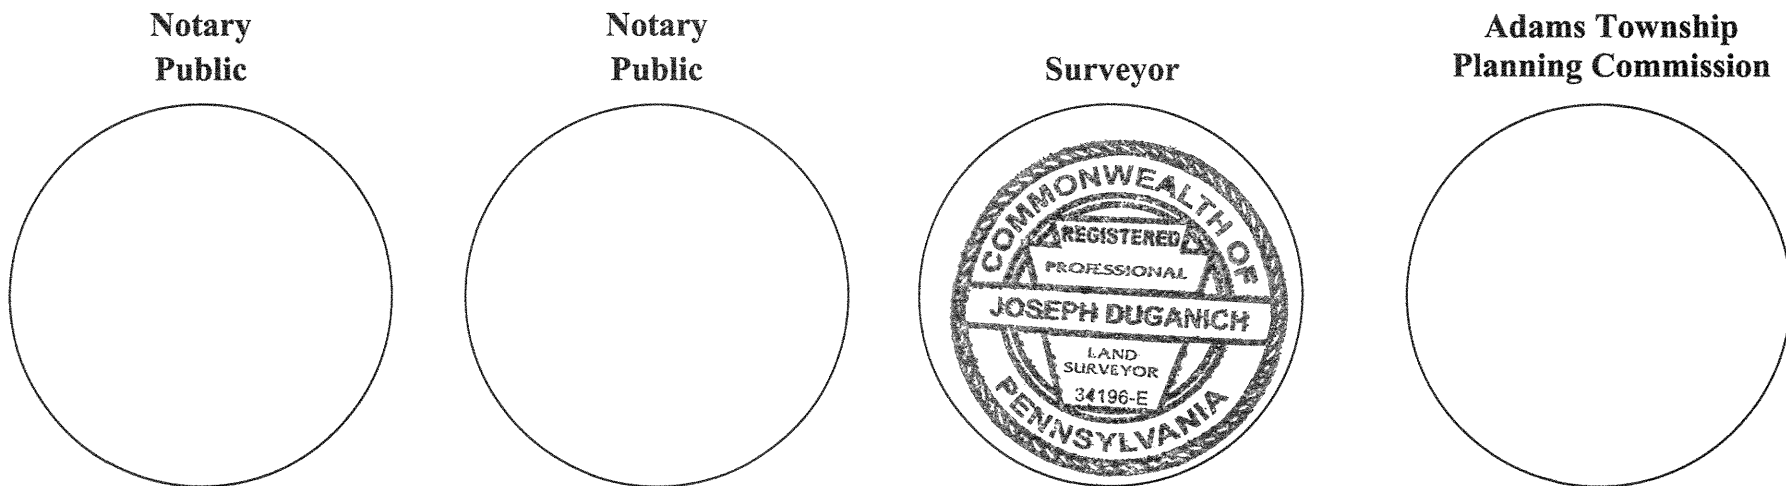 Notary
Public
Notary
Public
Surveyor
Adams Township
Planning Commission
COMMONWEALTH OF
REGISTERED
PROFESSIONAL
JOSEPH DUGANICH
LAND
SURVEYOR
34196-E
PENNSYLVANIA